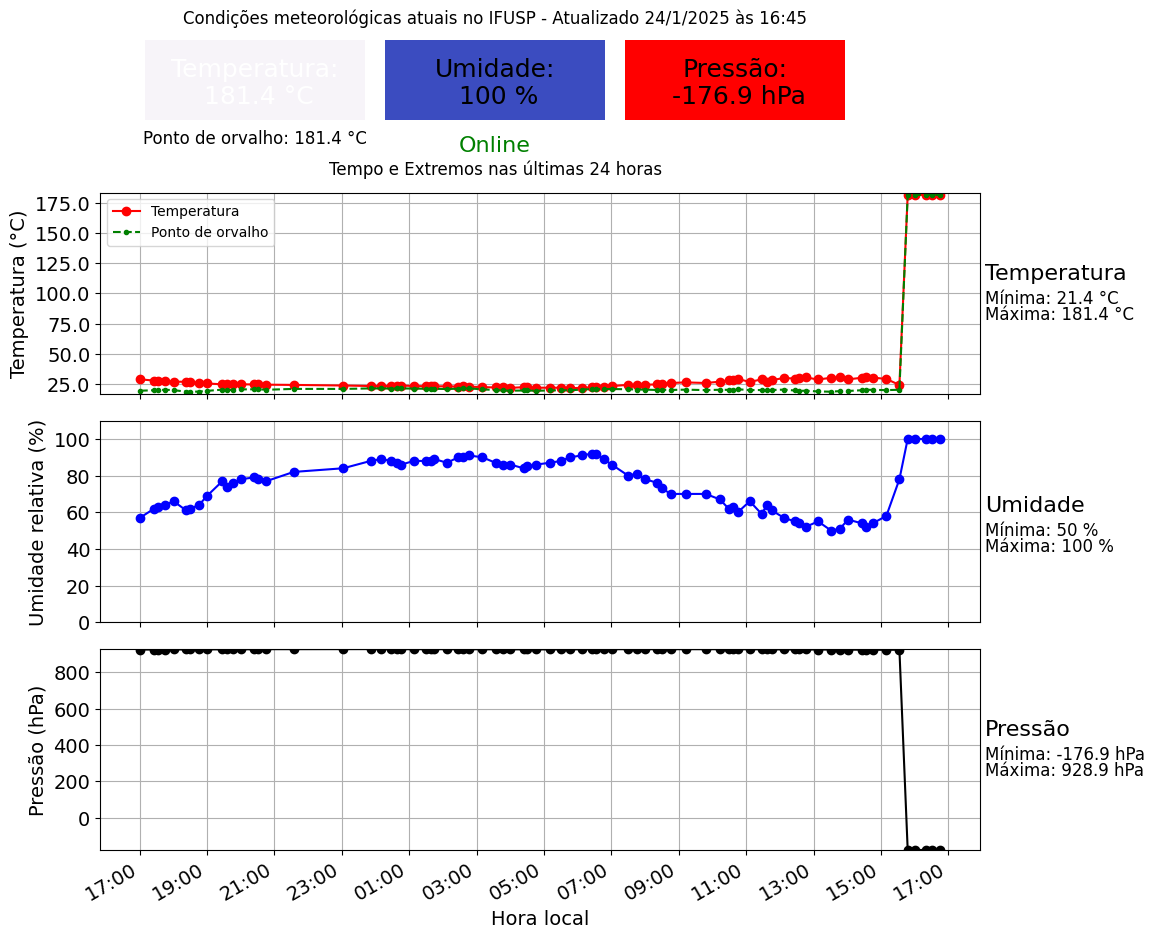 Condições meteorológicas atuais no IFUSP - Atualizado 24/1/2025 às 16:45
Temperatura:
181.4 °C
Umidade:
100 %
Pressão:
-176.9 hPa
Ponto de orvalho: 181.4 °C
Online
Tempo e Extremos nas últimas 24 horas
Temperatura (°C)
175.0
150.0
125.0
100.0
75.0
50.0
25.0
Temperatura
Ponto de orvalho
Temperatura
Mínima: 21.4 °C
Máxima: 181.4 °C
Umidade relativa (%)
100
80
60
40
20
0
Umidade
Mínima: 50 %
Máxima: 100 %
Pressão (hPa)
800
600
400
200
0
Pressão
Mínima: -176.9 hPa
Máxima: 928.9 hPa
17:00 19:00 21:00 23:00 01:00 03:00 05:00 07:00 09:00 11:00 13:00 15:00 17:00
Hora local